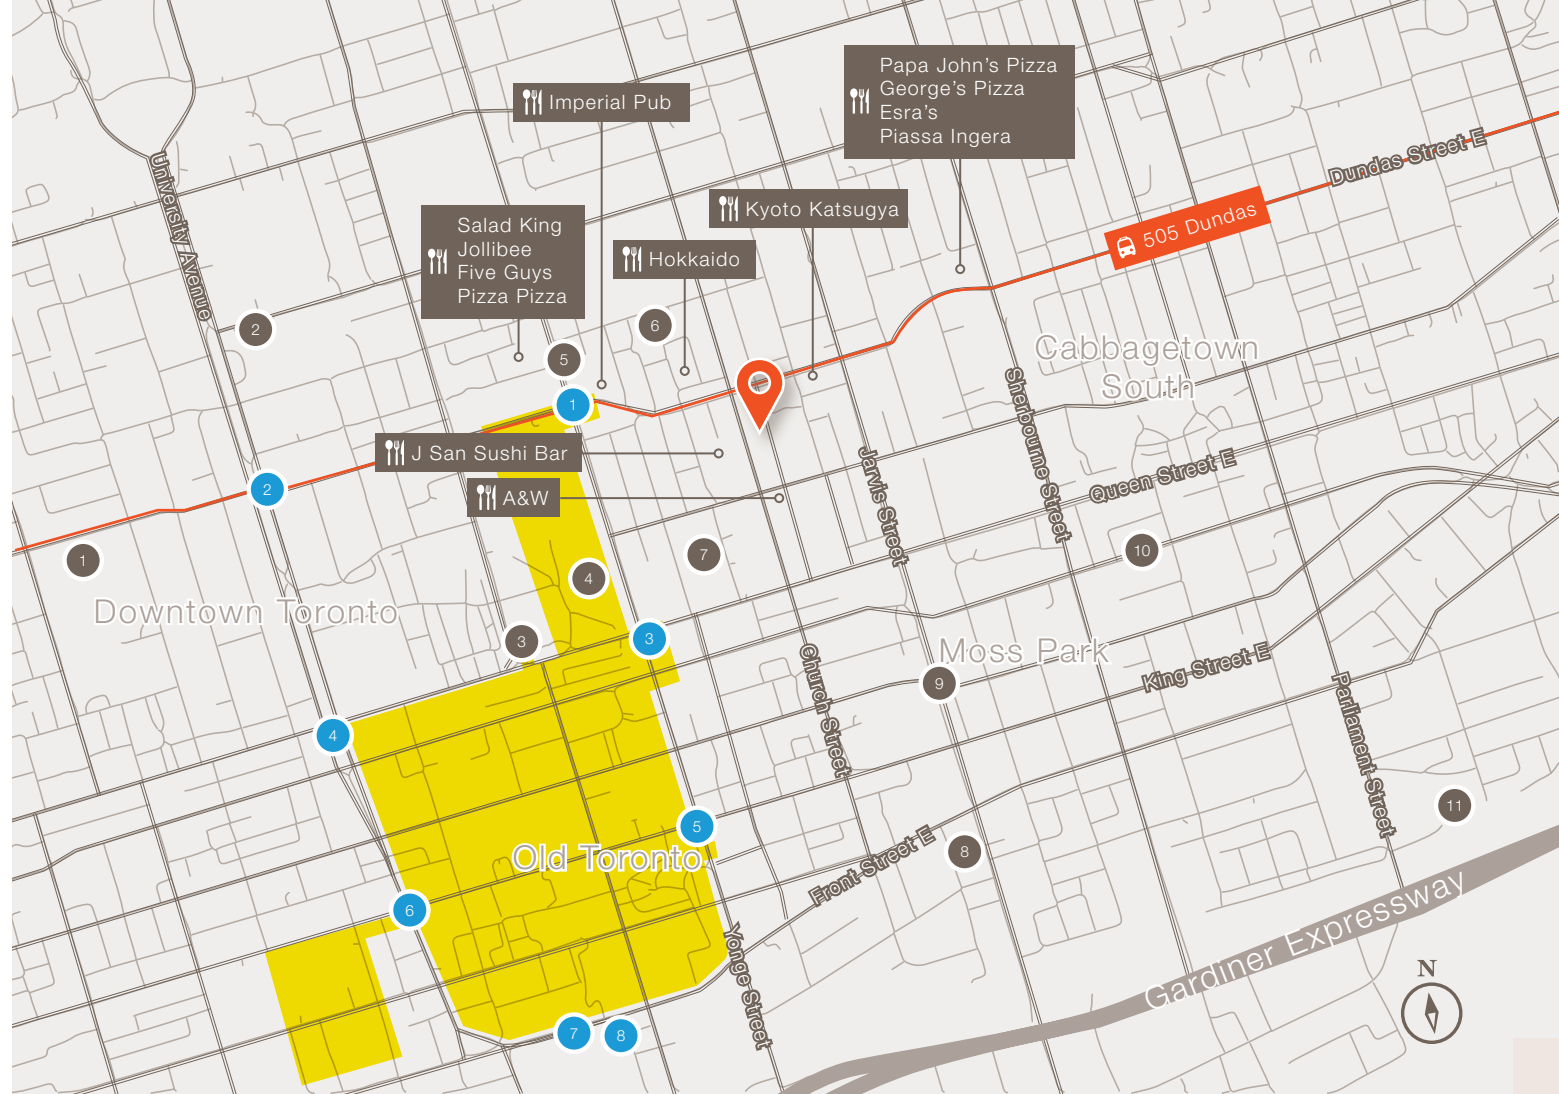 Papa John's Pizza
George's Pizza
Esra's
Piassa Ingera
Imperial Pub
Dundas Street E
University Avenue
Kyoto Katsugya
Salad King
Jollibee
Five Guys
Pizza Pizza
505 Dundas
Hokkaido
2
6
Cabbagetown
South
5
1
Sherbourne Street
J San Sushi Bar
Jarvis Street
Queen Street E
2
A&W
1
7
10
4
Downtown Toronto
3
3
Moss Park
King Street E
9
Church Street
Parliament Street
4
11
5
Old Toronto
8
Front Street E
6
Gardiner Expressway
Yonge Street
N
7
8